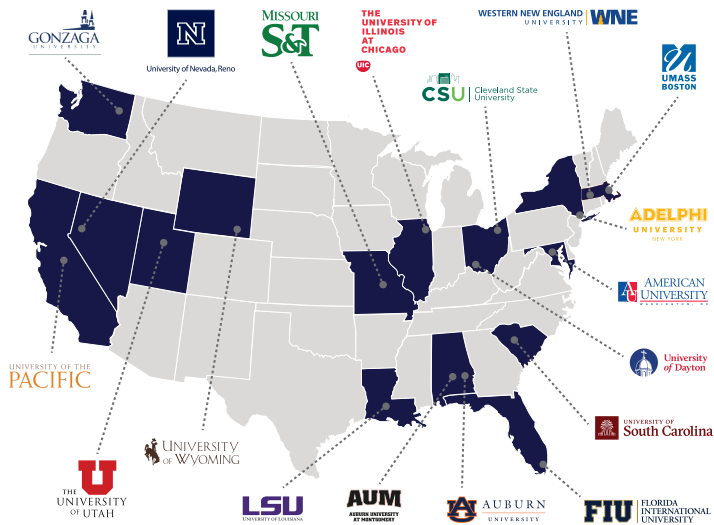 GONZAGA
UNIVERSITY
N
University of Nevada, Reno
MISSOURI
S&T
THE
UNIVERSITY OF
ILLINOIS
AT
CHICAGO
UIC
WESTERN NEW ENGLAND
UNIVERSITY
WNE
UMASS
BOSTON
CSU
Cleveland State
University
ADELPHI
UNIVERSITY
NEW YORK
AU
AMERICAN
UNIVERSITY
WASHINGTON, DC
University
of Dayton
UNIVERSITY OF
South Carolina
UNIVERSITY OF THE
PACIFIC
U
THE
UNIVERSITY
OF UTAH
UNIVERSITY
OF WYOMING
LSU
UNIVERSITY OF LOUISIANA
AUM
AUBURN UNIVERSITY
AT MONTGOMERY
AU
AUBURN
UNIVERSITY
FIU
FLORIDA
INTERNATIONAL
UNIVERSITY